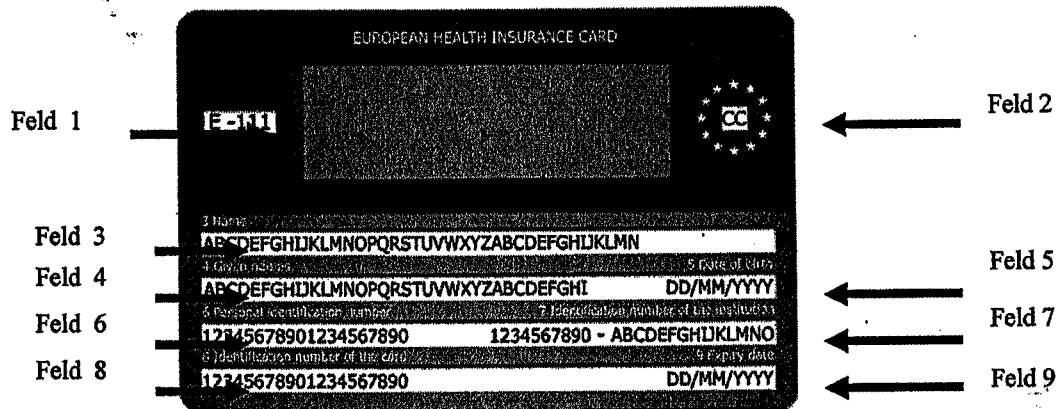 EUROPEAN HEALTH INSURANCE CARD
Feld 1
E-111
CC
Feld 2
3 Name
Feld 3
ABCDEFGHIJKLMNOPQRSTUVWXYZABCDEFGHIJKLMN
4 Given names 5 Date of birth
Feld 4
ABCDEFGHIJKLMNOPQRSTUVWXYZABCDEFGHI DD/MM/YYYY
Feld 5
6 Personal identification number 7 Identification number of the institution
Feld 6
12345678901234567890 1234567890 - ABCDEFGHIJKLMNO
Feld 7
8 Identification number of the card 9 Expiry date
Feld 8
12345678901234567890 DD/MM/YYYY
Feld 9